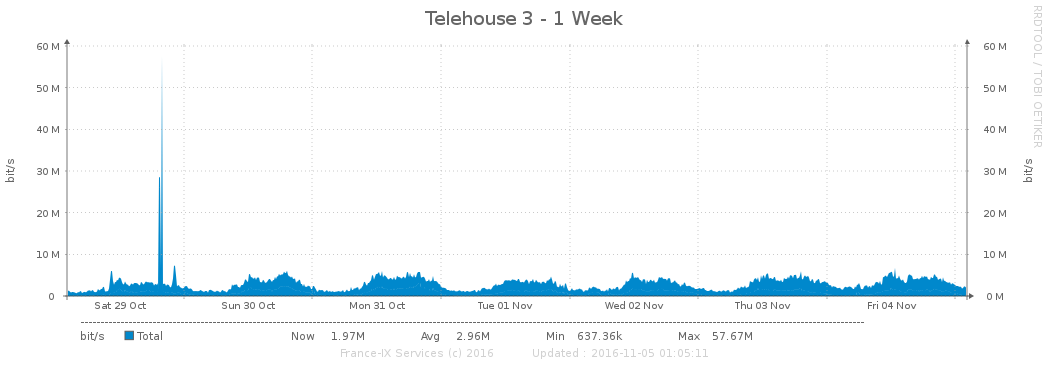 Telehouse 3 - 1 Week
RRDTOOL / TOBI OETIKER
bit/s
60 M 60 M
50 M 50 M
40 M 40 M
30 M 30 M
20 M 20 M
10 M 10 M
0 0 M
bit/s
Sat 29 Oct Sun 30 Oct Mon 31 Oct Tue 01 Nov Wed 02 Nov Thu 03 Nov Fri 04 Nov
bit/s Total Now 1.97M Avg 2.96M Min 637.36k Max 57.67M
France-IX Services (c) 2016 Updated : 2016-11-05 01:05:11